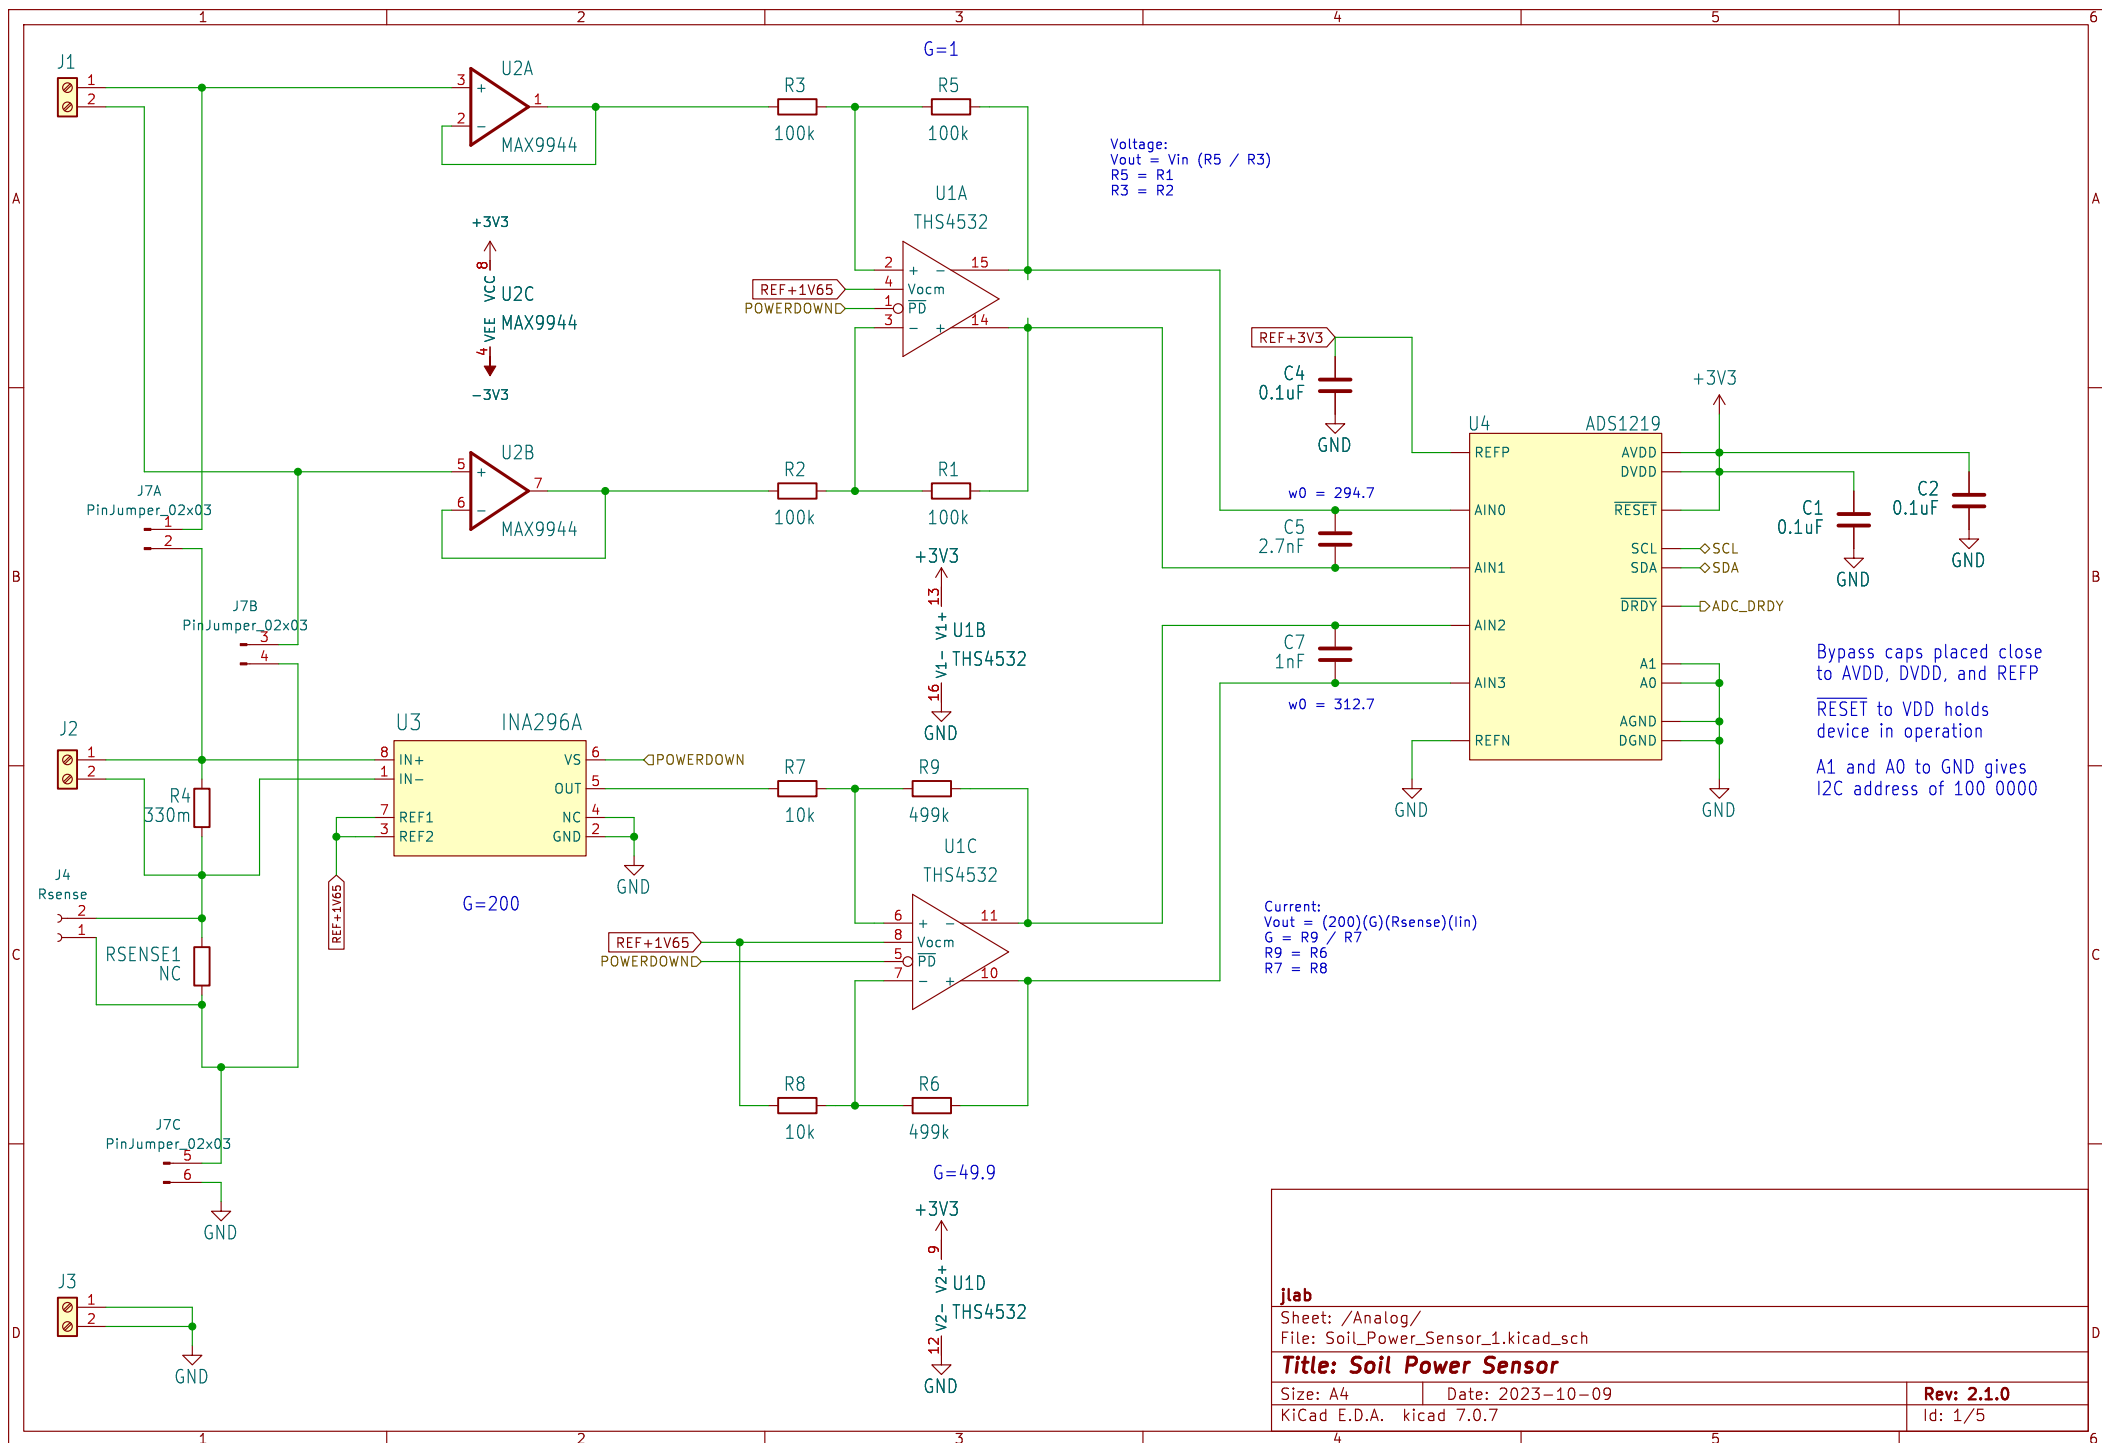 1 2 3 4 5 6
J1
1
2
3
2
+
−
1
U2A
MAX9944
G=1
R3
100k
R5
100k
Voltage:
Vout = Vin (R5 / R3)
R5 = R1
R3 = R2
A
A
U1A
THS4532
+3V3
8
VCC
U2C
MAX9944
VEE
4
-3V3
REF+1V65
POWERDOWN
2
4
1
3
+
−
Vocm
PD
−
+
15
14
REF+3V3
C4
0.1uF
GND
+3V3
U4
ADS1219
REFP
AIN0
AIN1
AIN2
AIN3
REFN
AVDD
DVDD
RESET
SCL
SDA
DRDY
A1
A0
AGND
DGND
SCL
SDA
ADC_DRDY
C1
0.1uF
GND
C2
0.1uF
GND
w0 = 294.7
C5
2.7nF
C7
1nF
w0 = 312.7
GND
GND
Bypass caps placed close
to AVDD, DVDD, and REFP
RESET to VDD holds
device in operation
A1 and A0 to GND gives
I2C address of 100 0000
5
6
+
−
7
U2B
MAX9944
R2
100k
R1
100k
J7A
PinJumper_02x03
1
2
B
B
J7B
PinJumper_02x03
3
4
+3V3
13
V1+
U1B
THS4532
V1-
16
GND
J2
1
2
R4
330m
U3
INA296A
8
1
7
3
IN+
IN-
REF1
REF2
VS
OUT
NC
GND
6
5
4
2
POWERDOWN
GND
REF+1V65
G=200
R7
10k
R9
499k
U1C
THS4532
J4
Rsense
2
1
RSENSE1
NC
C
C
REF+1V65
POWERDOWN
6
8
5
7
+
−
Vocm
PD
−
+
11
10
Current:
Vout = (200)(G)(Rsense)(Iin)
G = R9 / R7
R9 = R6
R7 = R8
R8
10k
R6
499k
G=49.9
J7C
PinJumper_02x03
5
6
GND
+3V3
9
V2+
U1D
THS4532
V2-
12
GND
J3
1
2
GND
D
D
jlab
Sheet: /Analog/
File: Soil_Power_Sensor_1.kicad_sch
Title: Soil Power Sensor
Size: A4
Date: 2023-10-09
Rev: 2.1.0
KiCad E.D.A. kicad 7.0.7
Id: 1/5
1 2 3 4 5 6